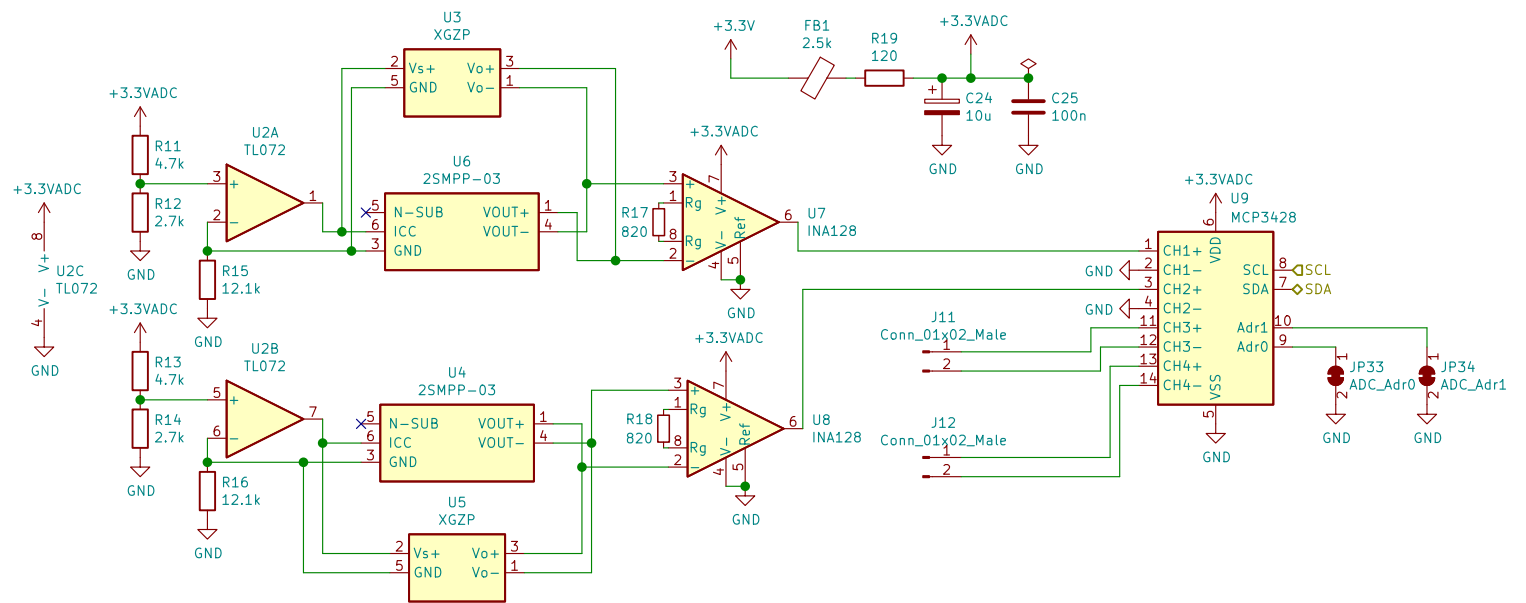 U3
XGZP
2
Vs+
5
GND
Vo+
3
Vo-
1
+3.3V
FB1
2.5k
R19
120
+3.3VADC
+
C24
10u
C25
100n
GND
GND
+3.3VADC
R11
4.7k
R12
2.7k
GND
U2A
TL072
3
+
2
-
1
R15
12.1k
GND
U6
2SMPP-03
5
N-SUB
6
ICC
3
GND
VOUT+
1
VOUT-
4
+3.3VADC
8
V+
U2C
TL072
V-
4
GND
+3.3VADC
3
+
1
Rg
R17
820
8
Rg
2
-
7
V+
V-
4
Ref
5
6
U7
INA128
GND
+3.3VADC
U9
MCP3428
6
VDD
1
CH1+
GND
2
CH1-
3
CH2+
GND
4
CH2-
11
CH3+
12
CH3-
13
CH4+
14
CH4-
VSS
5
GND
SCL
8
SCL
SDA
7
SDA
Adr1
10
Adr0
9
1
JP33
ADC_Adr0
2
GND
1
JP34
ADC_Adr1
2
GND
J11
Conn_01x02_Male
1
2
J12
Conn_01x02_Male
1
2
+3.3VADC
R13
4.7k
R14
2.7k
GND
U2B
TL072
5
+
6
-
7
R16
12.1k
GND
U4
2SMPP-03
5
N-SUB
6
ICC
3
GND
VOUT+
1
VOUT-
4
+3.3VADC
3
+
1
Rg
R18
820
8
Rg
2
-
7
V+
V-
4
Ref
5
6
U8
INA128
GND
U5
XGZP
2
Vs+
5
GND
Vo+
3
Vo-
1